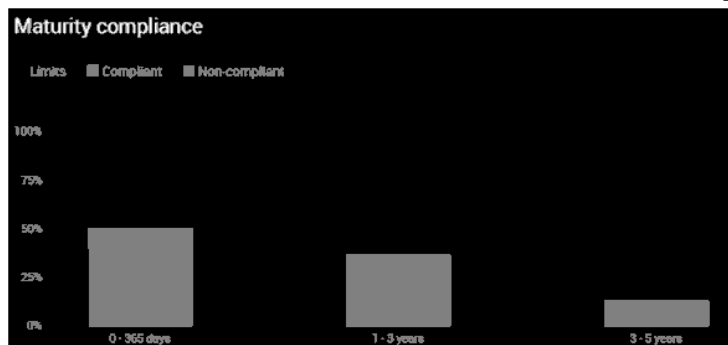 Maturity compliance
Limits Compliant Non-compliant
100%
75%
50%
25%
0%
0 - 365 days 1 - 3 years 3 - 5 years